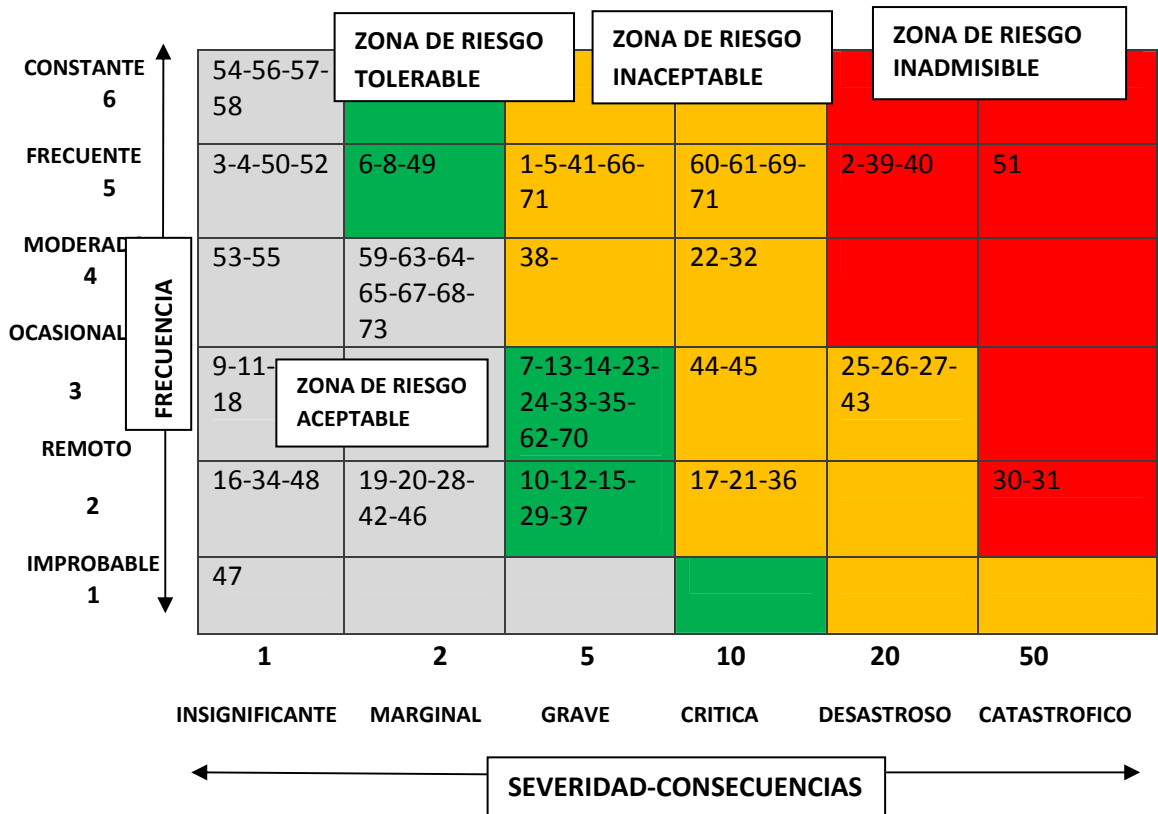 ZONA DE RIESGO
TOLERABLE
ZONA DE RIESGO
INACEPTABLE
ZONA DE RIESGO
INADMISIBLE
CONSTANTE
6
54-56-57-
58
FRECUENTE
5
3-4-50-52
6-8-49
1-5-41-66-
71
60-61-69-
71
2-39-40
51
MODERADO
4
53-55
59-63-64-
65-67-68-
73
38-
22-32
OCASIONAL
3
FRECUENCIA
9-11-
18
ZONA DE RIESGO
ACEPTABLE
7-13-14-23-
24-33-35-
62-70
44-45
25-26-27-
43
REMOTO
2
16-34-48
19-20-28-
42-46
10-12-15-
29-37
17-21-36
30-31
IMPROBABLE
1
47
1
2
5
10
20
50
INSIGNIFICANTE
MARGINAL
GRAVE
CRITICA
DESASTROSO
CATASTROFICO
SEVERIDAD-CONSECUENCIAS